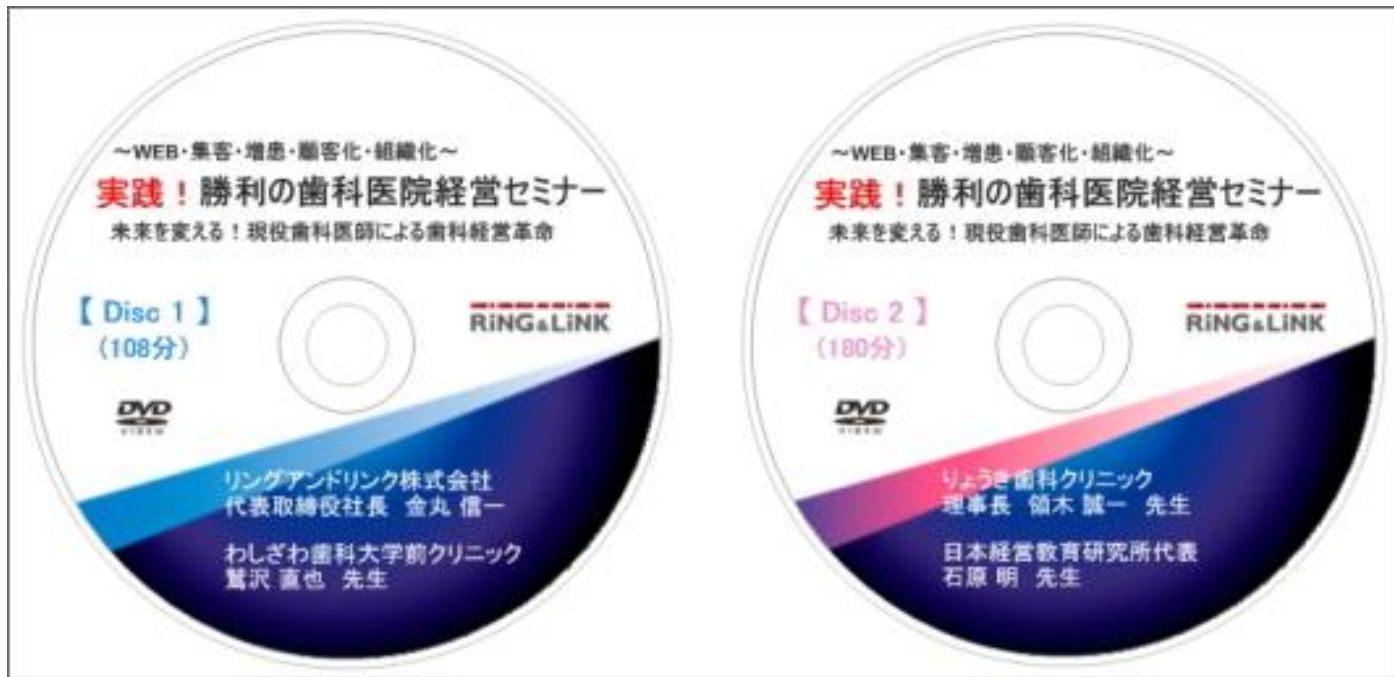 ～WEB・集客・増患・顧客化・組織化～
実践！勝利の歯科医院経営セミナー
未来を変える！現役歯科医師による歯科経営革命
【 Disc 1 】
（108分）
RiNG&LiNK
DVD
VIDEO
リングアンドリンク株式会社
代表取締役社長 金丸 信一
わしざわ歯科大学前クリニック
鷲沢 直也 先生
～WEB・集客・増患・顧客化・組織化～
実践！勝利の歯科医院経営セミナー
未来を変える！現役歯科医師による歯科経営革命
【 Disc 2 】
（180分）
RiNG&LiNK
DVD
VIDEO
りょうき歯科クリニック
理事長 領木 誠一 先生
日本経営教育研究所代表
石原 明 先生